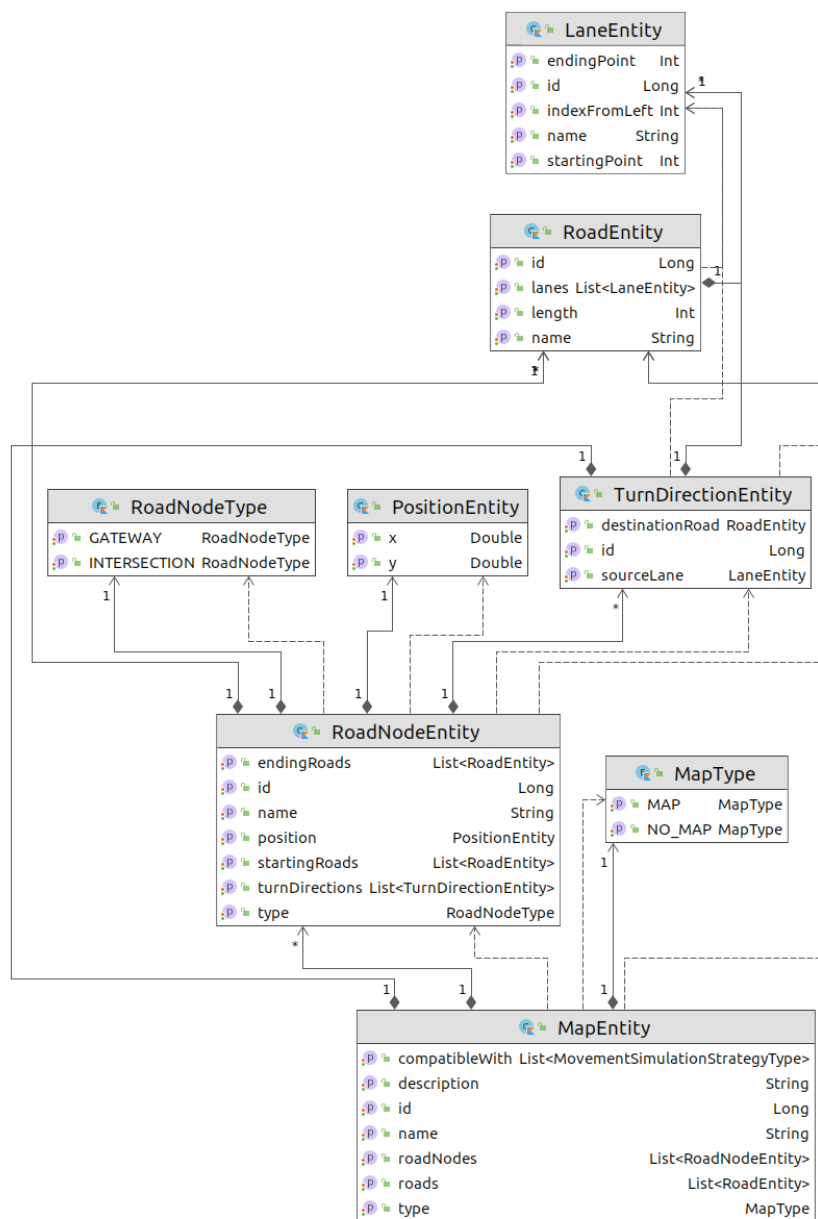 LaneEntity
endingPoint Int
id Long
indexFromLeft Int
name String
startingPoint Int
1
*
RoadEntity
id Long
lanes List<LaneEntity>
length Int
name String
1
1
*
1
1
RoadNodeType
GATEWAY RoadNodeType
INTERSECTION RoadNodeType
PositionEntity
x Double
y Double
TurnDirectionEntity
destinationRoad RoadEntity
id Long
sourceLane LaneEntity
1
1
*
1
1
1
1
RoadNodeEntity
endingRoads List<RoadEntity>
id Long
name String
position PositionEntity
startingRoads List<RoadEntity>
turnDirections List<TurnDirectionEntity>
type RoadNodeType
MapType
MAP MapType
NO_MAP MapType
*
1
1
1
1
MapEntity
compatibleWith List<MovementSimulationStrategyType>
description String
id Long
name String
roadNodes List<RoadNodeEntity>
roads List<RoadEntity>
type MapType